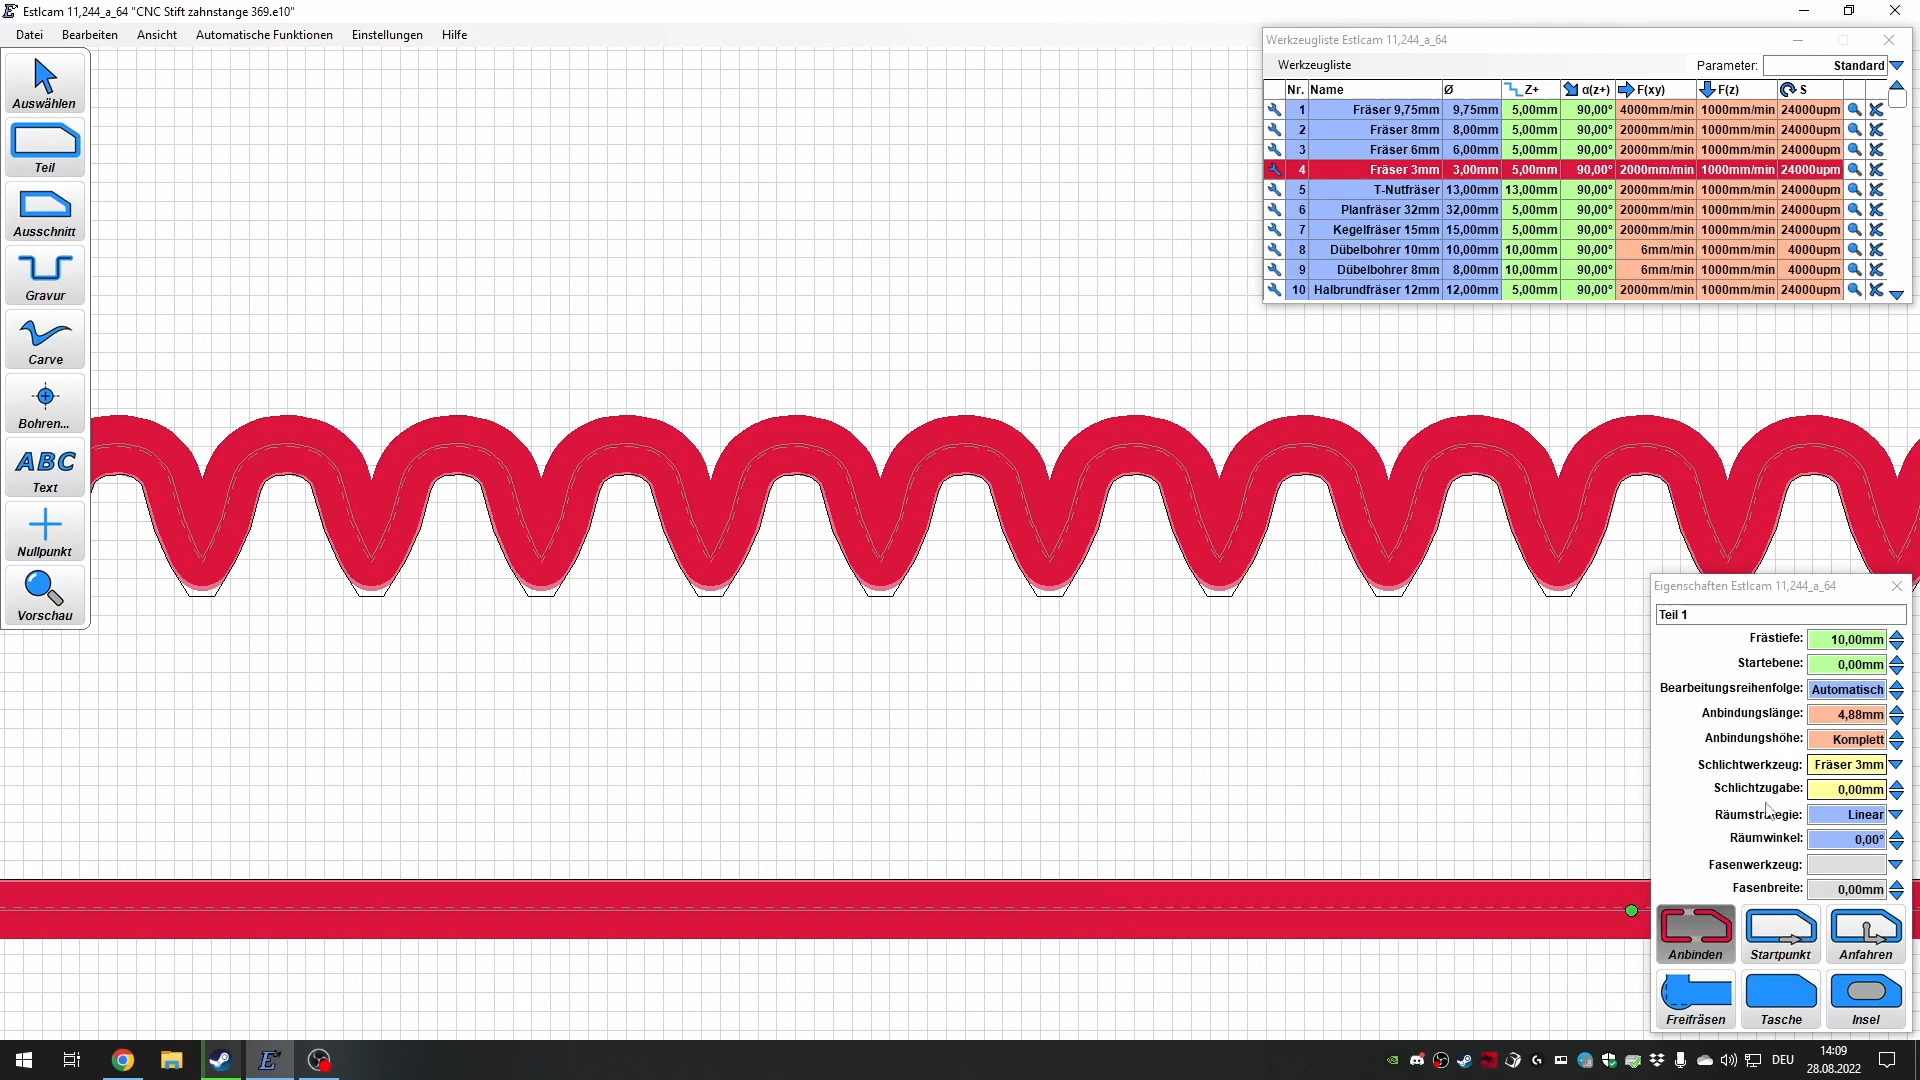 Estlcam 11,244_a_64 "CNC Stift zahnstange 369.e10"
Datei Bearbeiten Ansicht Automatische Funktionen Einstellungen Hilfe
Auswählen
Teil
Ausschnitt
Gravur
Carve
Bohren...
ABC
Text
Nullpunkt
Vorschau
Werkzeugliste Estlcam 11,244_a_64
Werkzeugliste Parameter: Standard
Nr. Name Ø Z+ α(z+) F(xy) F(z) S
1 Fräser 9,75mm 9,75mm 5,00mm 90,00° 4000mm/min 1000mm/min 24000upm
2 Fräser 8mm 8,00mm 5,00mm 90,00° 2000mm/min 1000mm/min 24000upm
3 Fräser 6mm 6,00mm 5,00mm 90,00° 2000mm/min 1000mm/min 24000upm
4 Fräser 3mm 3,00mm 5,00mm 90,00° 2000mm/min 1000mm/min 24000upm
5 T-Nutfräser 13,00mm 13,00mm 90,00° 2000mm/min 1000mm/min 24000upm
6 Planfräser 32mm 32,00mm 5,00mm 90,00° 2000mm/min 1000mm/min 24000upm
7 Kegelfräser 15mm 15,00mm 5,00mm 90,00° 2000mm/min 1000mm/min 24000upm
8 Dübelbohrer 10mm 10,00mm 10,00mm 90,00° 6mm/min 1000mm/min 4000upm
9 Dübelbohrer 8mm 8,00mm 10,00mm 90,00° 6mm/min 1000mm/min 4000upm
10 Halbrundfräser 12mm 12,00mm 5,00mm 90,00° 2000mm/min 1000mm/min 24000upm
Eigenschaften Estlcam 11,244_a_64
Teil 1
Frästiefe: 10,00mm
Startebene: 0,00mm
Bearbeitungsreihenfolge: Automatisch
Anbindungslänge: 4,88mm
Anbindungshöhe: Komplett
Schlichtwerkzeug: Fräser 3mm
Schlichtzugabe: 0,00mm
Räumstrategie: Linear
Räumwinkel: 0,00°
Fasenwerkzeug:
Fasenbreite: 0,00mm
Anbinden Startpunkt Anfahren
Freifräsen Tasche Insel
DEU 14:09
28.08.2022